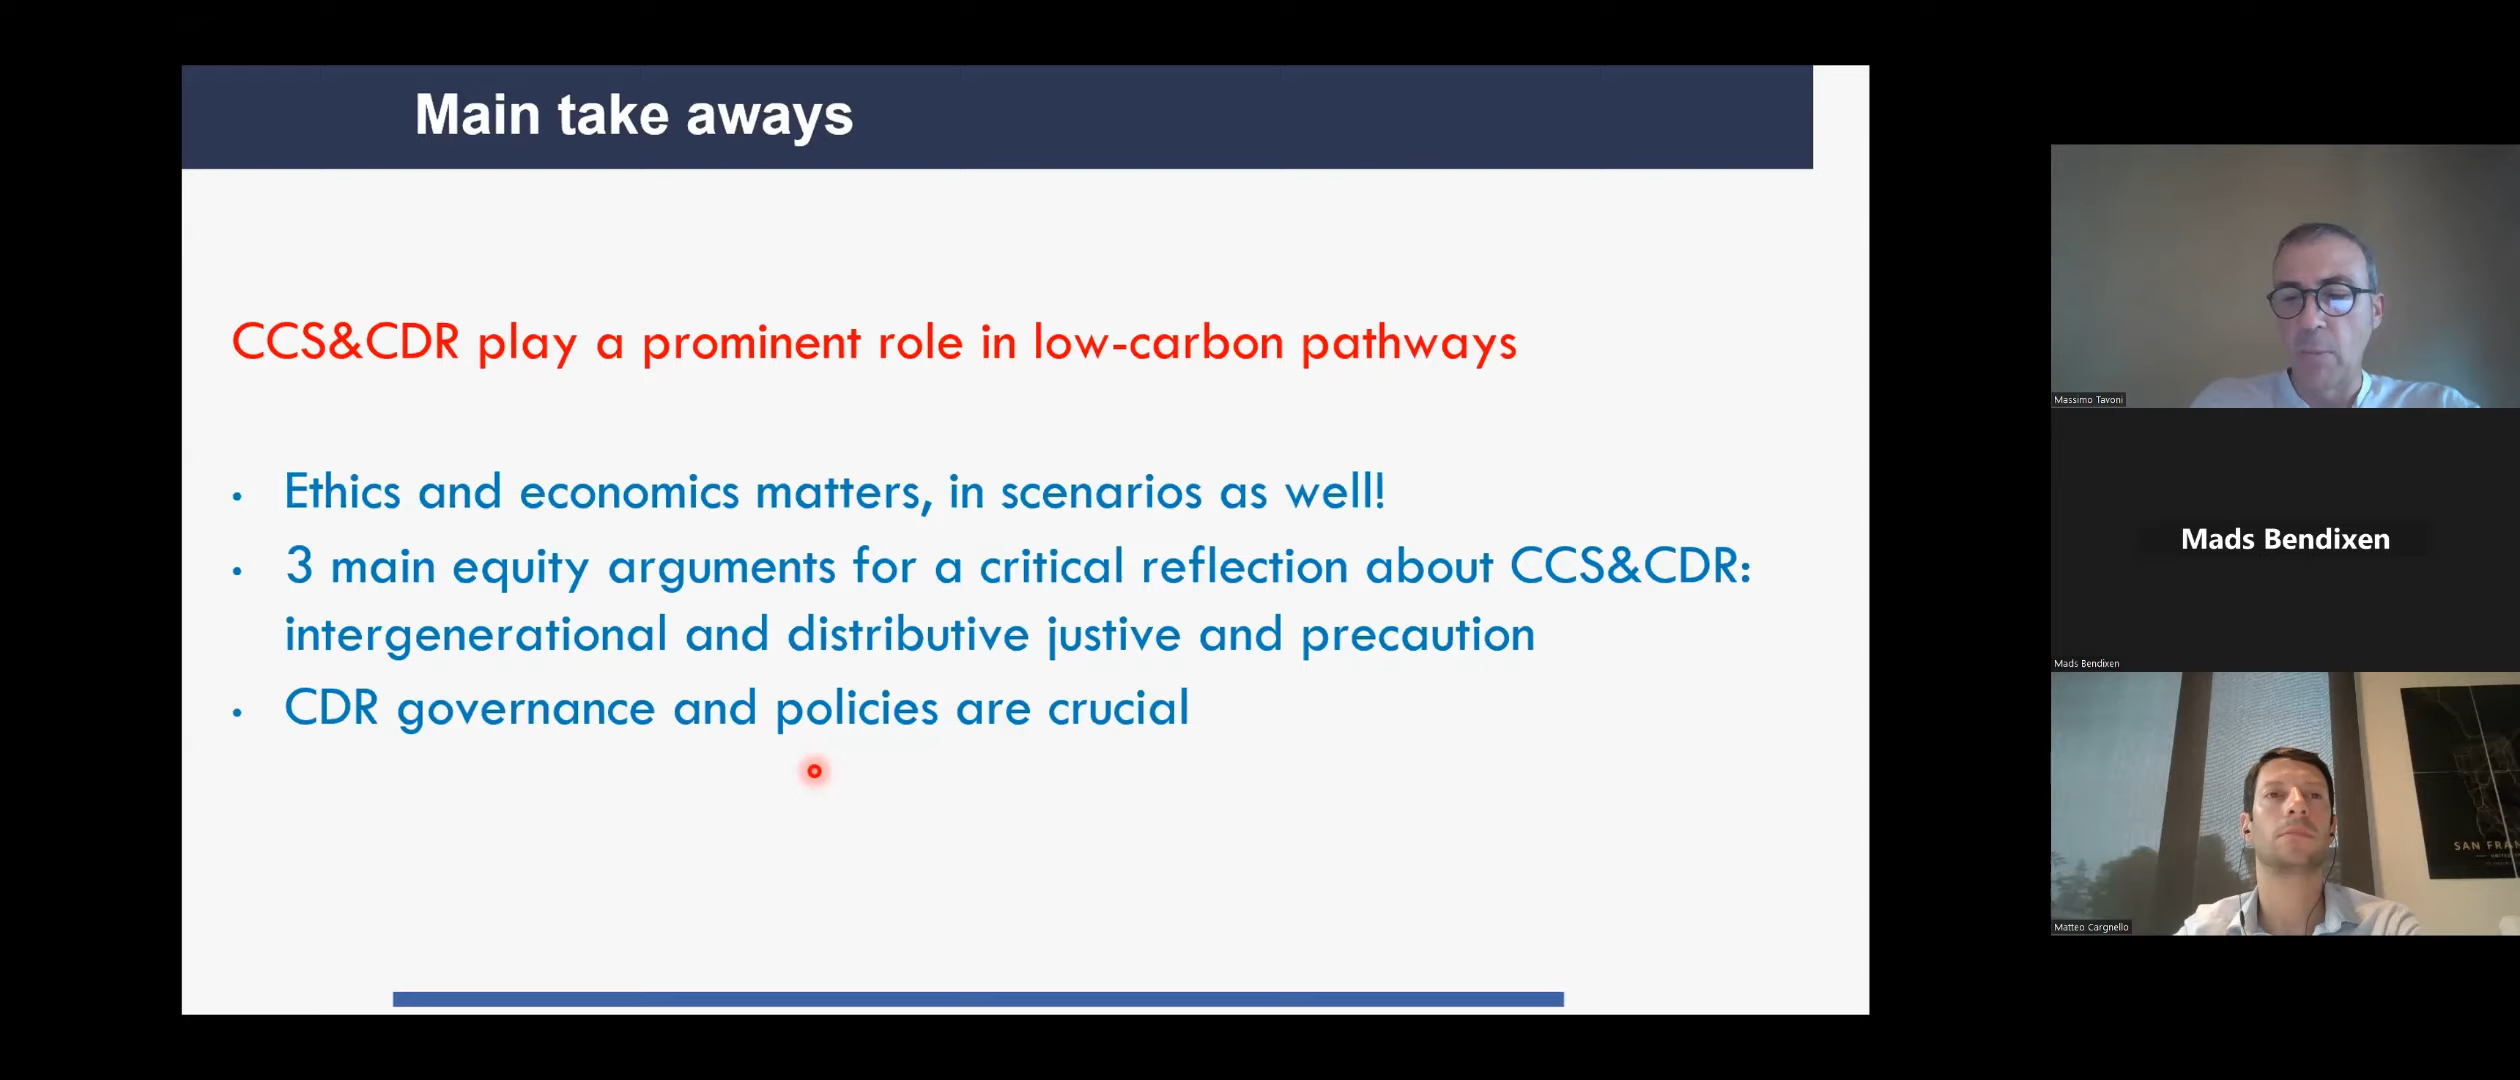 Main take aways
CCS&CDR play a prominent role in low-carbon pathways
• Ethics and economics matters, in scenarios as well!
• 3 main equity arguments for a critical reflection about CCS&CDR:
intergenerational and distributive justive and precaution
• CDR governance and policies are crucial
Massimo Tavoni
Mads Bendixen
Mads Bendixen
SAN FRAN
Matteo Cargnello